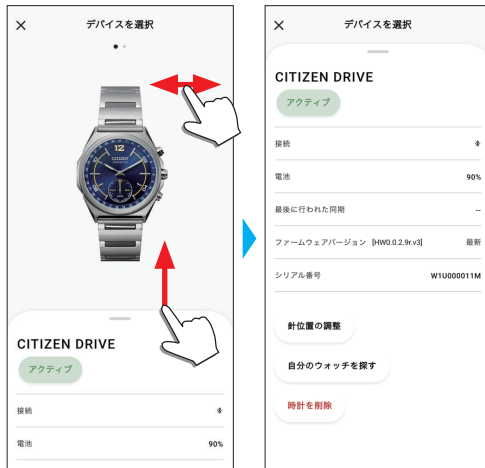 デバイスを選択
12
CITIZEN
CITIZEN DRIVE
アクティブ
接続
電池 90%
デバイスを選択
CITIZEN DRIVE
アクティブ
接続
電池 90%
最後に行われた同期 --
ファームウェアバージョン [HW0.0.2.9r.v3] 最新
シリアル番号 W1U000011M
針位置の調整
自分のウォッチを探す
時計を削除